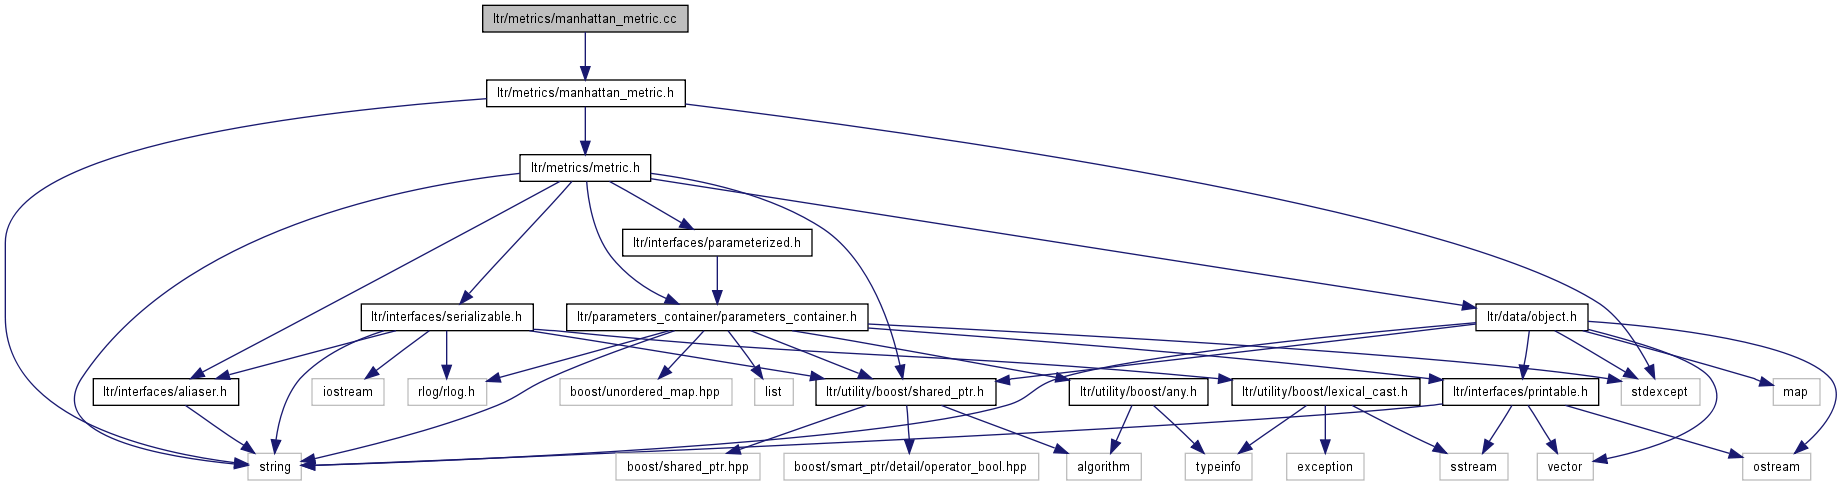 ltr/metrics/manhattan_metric.cc
ltr/metrics/manhattan_metric.h
ltr/metrics/metric.h
ltr/interfaces/parameterized.h
ltr/interfaces/serializable.h
ltr/parameters_container/parameters_container.h
ltr/data/object.h
ltr/interfaces/aliaser.h
iostream
rlog/rlog.h
boost/unordered_map.hpp
list
ltr/utility/boost/shared_ptr.h
ltr/utility/boost/any.h
ltr/utility/boost/lexical_cast.h
ltr/interfaces/printable.h
stdexcept
map
string
boost/shared_ptr.hpp
boost/smart_ptr/detail/operator_bool.hpp
algorithm
typeinfo
exception
sstream
vector
ostream